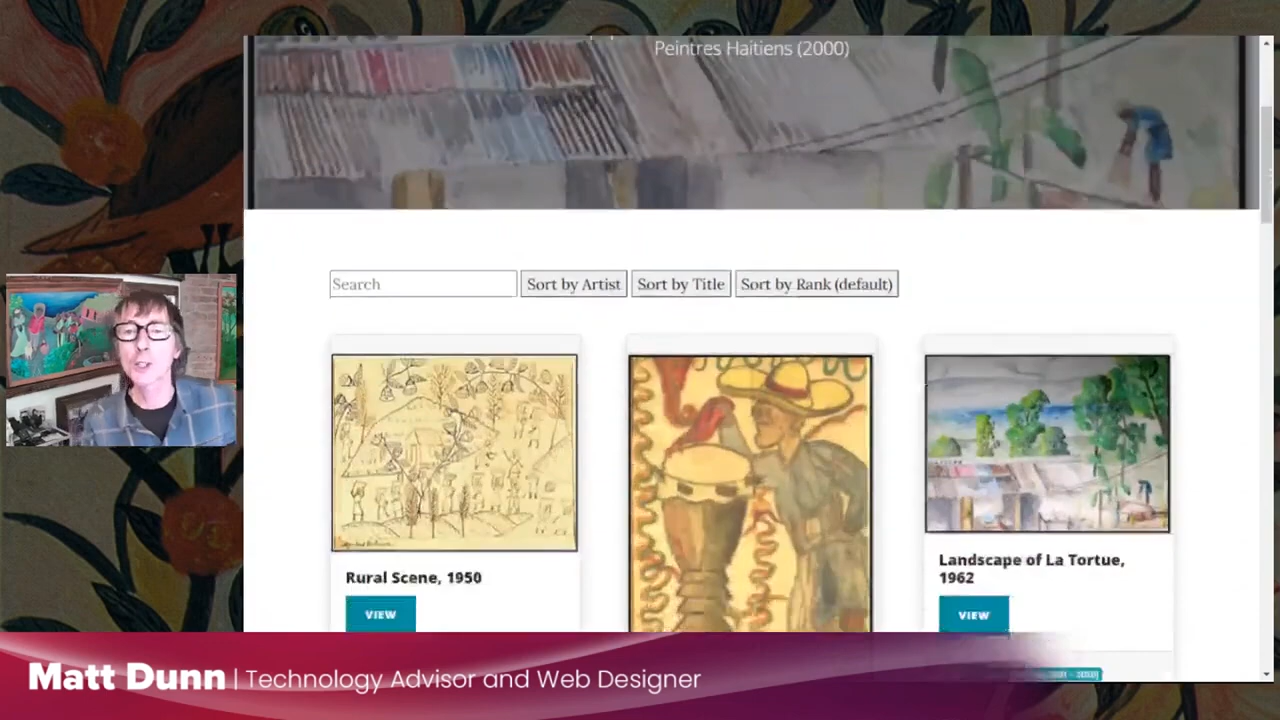 Peintres Haitiens (2000)
Search
Sort by Artist
Sort by Title
Sort by Rank (default)
Rural Scene, 1950
VIEW
Landscape of La Tortue,
1962
VIEW
Matt Dunn | Technology Advisor and Web Designer